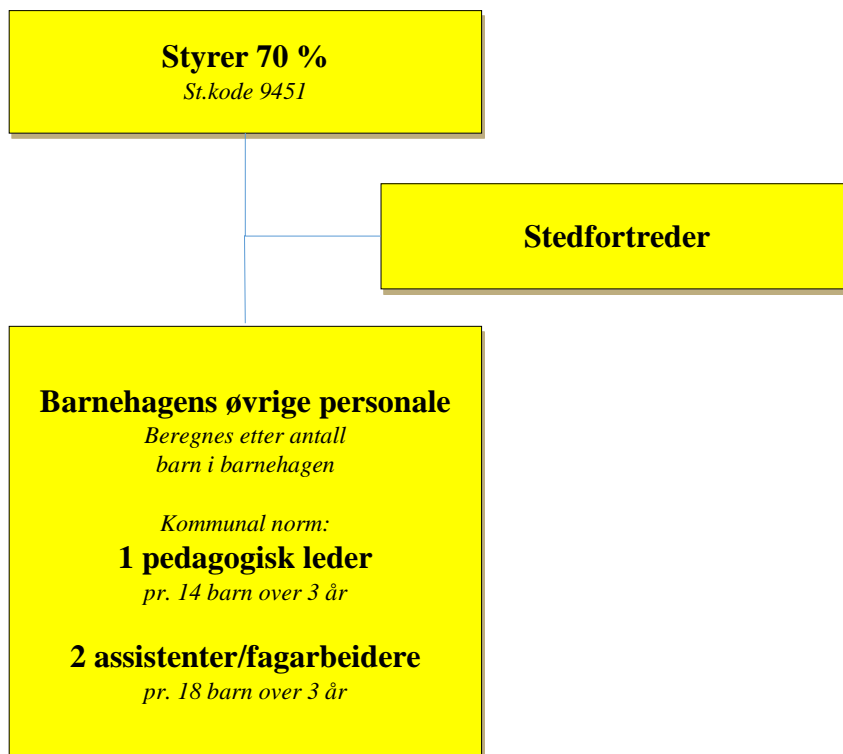 Styrer 70 %
St.kode 9451
Stedfortreder
Barnehagens øvrige personale
Beregnes etter antall
barn i barnehagen
Kommunal norm:
1 pedagogisk leder
pr. 14 barn over 3 år
2 assistenter/fagarbeidere
pr. 18 barn over 3 år